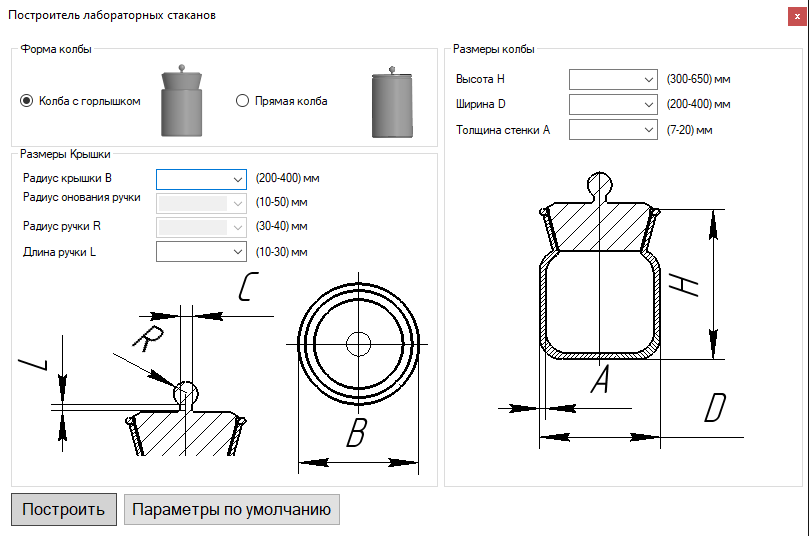 Построитель лабораторных стаканов
x
Форма колбы
Колба с горлышком
Прямая колба
Размеры Крышки
Радиус крышки B
(200-400) мм
Радиус онования ручки
(10-50) мм
Радиус ручки R
(30-40) мм
Длина ручки L
(10-30) мм
C
R
L
B
Размеры колбы
Высота H
(300-650) мм
Ширина D
(200-400) мм
Толщина стенки A
(7-20) мм
H
A
D
Построить
Параметры по умолчанию